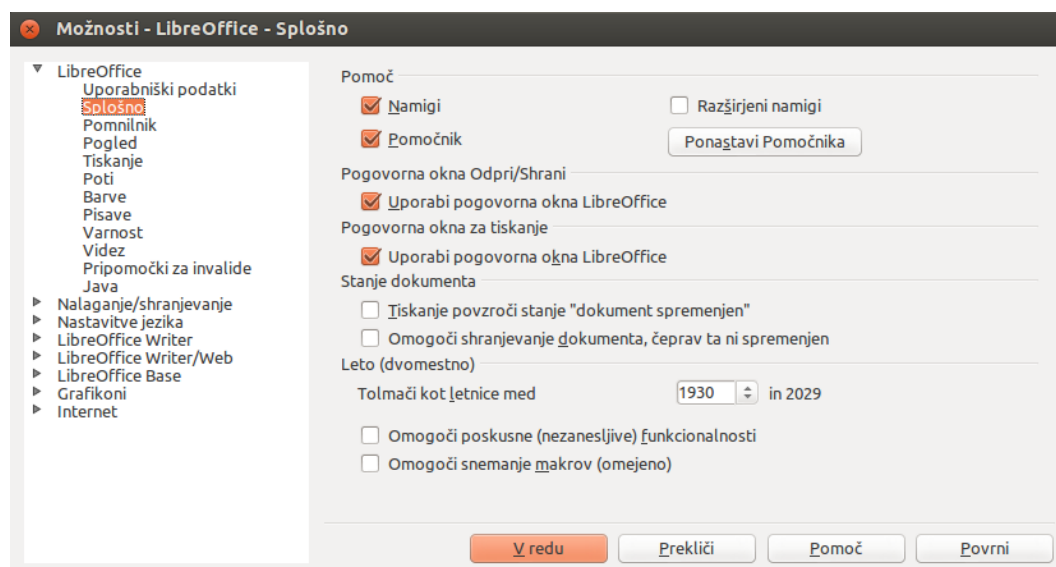 Možnosti - LibreOffice - Splošno
LibreOffice
Uporabniški podatki
Splošno
Pomnilnik
Pogled
Tiskanje
Poti
Barve
Pisave
Varnost
Videz
Pripomočki za invalide
Java
Nalaganje/shranjevanje
Nastavitve jezika
LibreOffice Writer
LibreOffice Writer/Web
LibreOffice Base
Grafikoni
Internet
Pomoč
Namigi
Razširjeni namigi
Pomočnik
Ponastavi Pomočnika
Pogovorna okna Odpri/Shrani
Uporabi pogovorna okna LibreOffice
Pogovorna okna za tiskanje
Uporabi pogovorna okna LibreOffice
Stanje dokumenta
Tiskanje povzroči stanje "dokument spremenjen"
Omogoči shranjevanje dokumenta, čeprav ta ni spremenjen
Leto (dvomestno)
Tolmači kot letnice med 1930 in 2029
Omogoči poskusne (nezanesljive) funkcionalnosti
Omogoči snemanje makrov (omejeno)
V redu Prekliči Pomoč Povrni